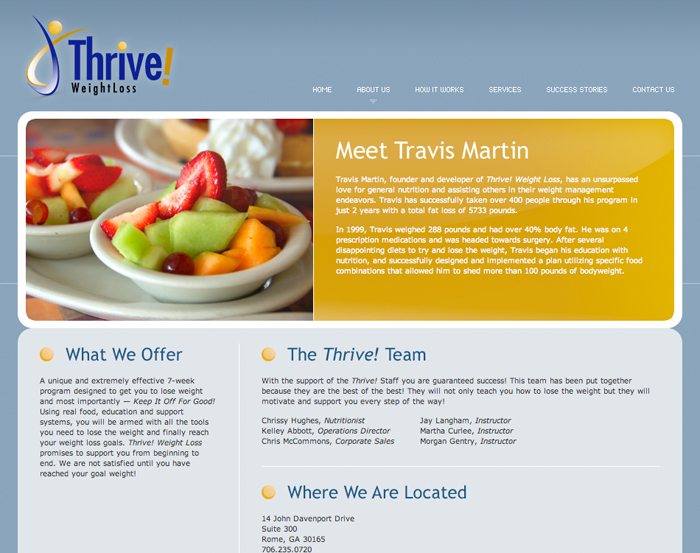 Thrive!
WeightLoss
HOME ABOUT US HOW IT WORKS SERVICES SUCCESS STORIES CONTACT US
Meet Travis Martin
Travis Martin, founder and developer of Thrive! Weight Loss, has an unsurpassed
love for general nutrition and assisting others in their weight management
endeavors. Travis has successfully taken over 400 people through his program in
just 2 years with a total fat loss of 5733 pounds.
In 1999, Travis weighed 288 pounds and had over 40% body fat. He was on 4
prescription medications and was headed towards surgery. After several
disappointing diets to try and lose the weight, Travis began his education with
nutrition, and successfully designed and implemented a plan utilizing specific food
combinations that allowed him to shed more than 100 pounds of bodyweight.
What We Offer
A unique and extremely effective 7-week
program designed to get you to lose weight
and most importantly — Keep It Off For Good!
Using real food, education and support
systems, you will be armed with all the tools
you need to lose the weight and finally reach
your weight loss goals. Thrive! Weight Loss
promises to support you from beginning to
end. We are not satisfied until you have
reached your goal weight!
The Thrive! Team
With the support of the Thrive! Staff you are guaranteed success! This team has been put together
because they are the best of the best! They will not only teach you how to lose the weight but they will
motivate and support you every step of the way!
Chrissy Hughes, Nutritionist
Kelley Abbott, Operations Director
Chris McCommons, Corporate Sales
Jay Langham, Instructor
Martha Curlee, Instructor
Morgan Gentry, Instructor
Where We Are Located
14 John Davenport Drive
Suite 300
Rome, GA 30165
706.235.0720